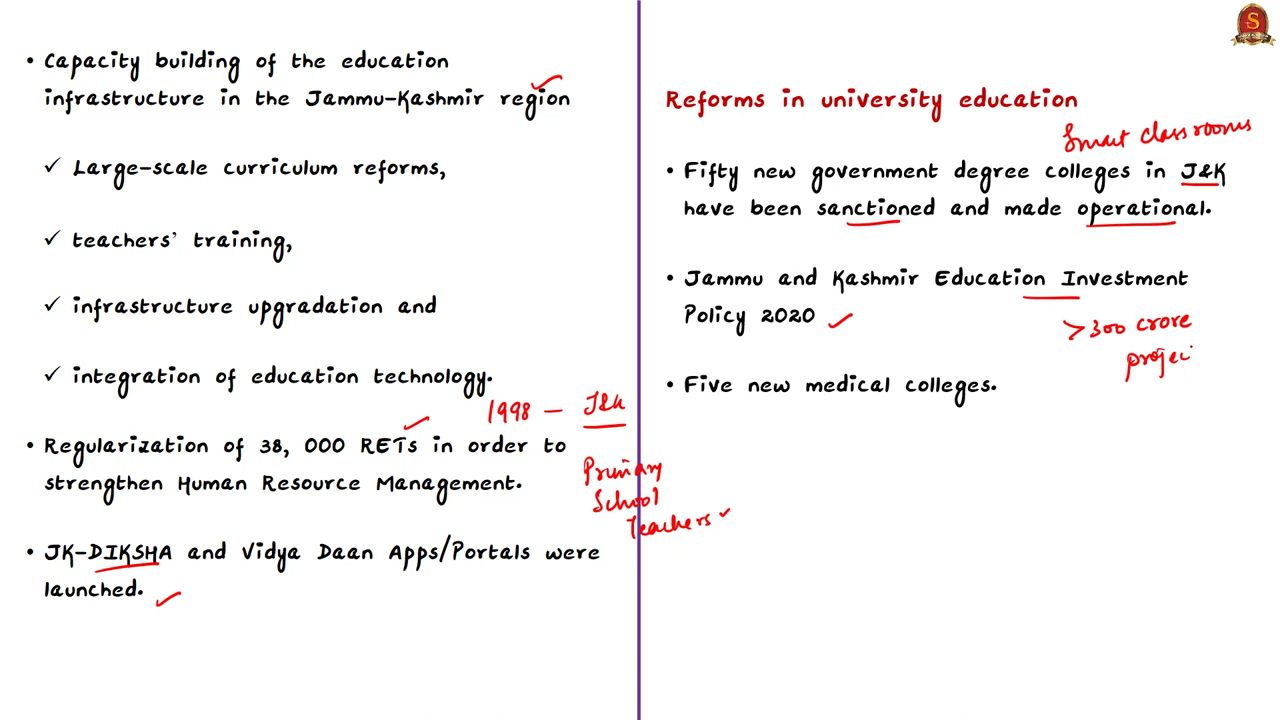 • Capacity building of the education
infrastructure in the Jammu-Kashmir region
✓ Large-scale curriculum reforms,
✓ teachers' training,
✓ infrastructure upgradation and
✓ integration of education technology.
1998 - J&K
• Regularization of 38, 000 RETs in order to
strengthen Human Resource Management.
Primary
School
Teachers
• JK-DIKSHA and Vidya Daan Apps/Portals were
launched.
Reforms in university education
Smart classrooms
• Fifty new government degree colleges in J&K
have been sanctioned and made operational.
• Jammu and Kashmir Education Investment
Policy 2020
>300 crore
projec
• Five new medical colleges.
S